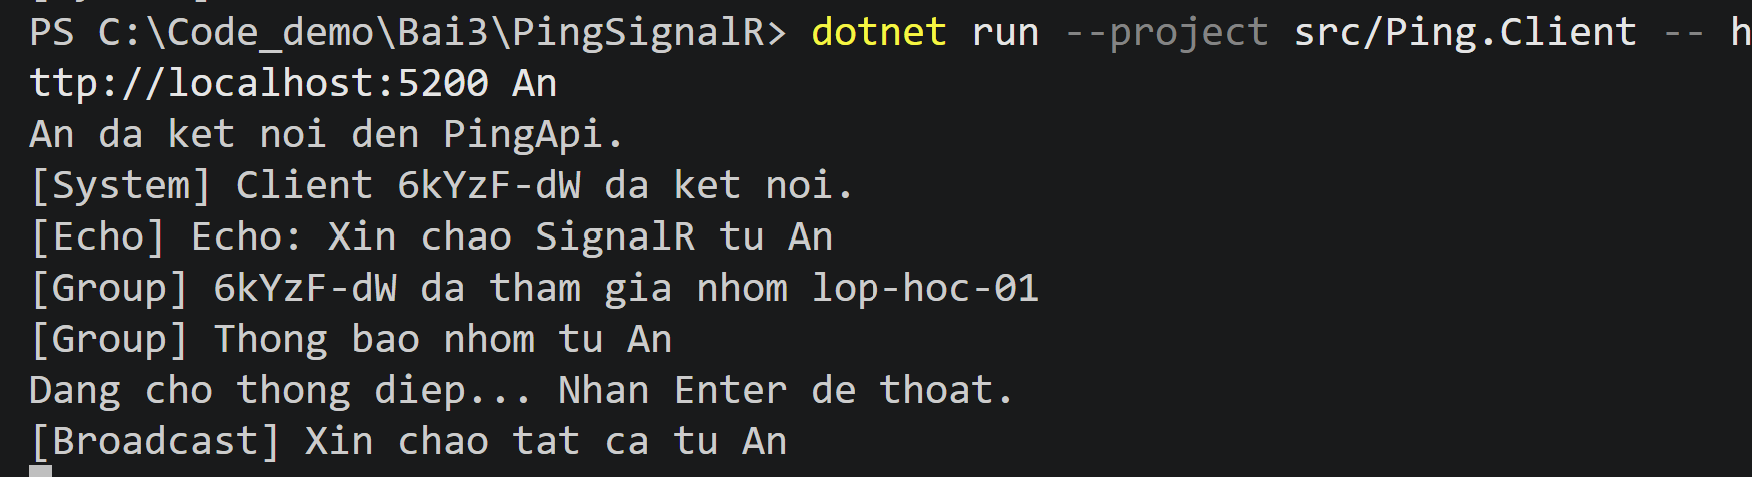 PS C:\Code_demo\Bai3\PingSignalR> dotnet run --project src/Ping.Client -- h
ttp://localhost:5200 An
An da ket noi den PingApi.
[System] Client 6kYzF-dW da ket noi.
[Echo] Echo: Xin chao SignalR tu An
[Group] 6kYzF-dW da tham gia nhom lop-hoc-01
[Group] Thong bao nhom tu An
Dang cho thong diep... Nhan Enter de thoat.
[Broadcast] Xin chao tat ca tu An